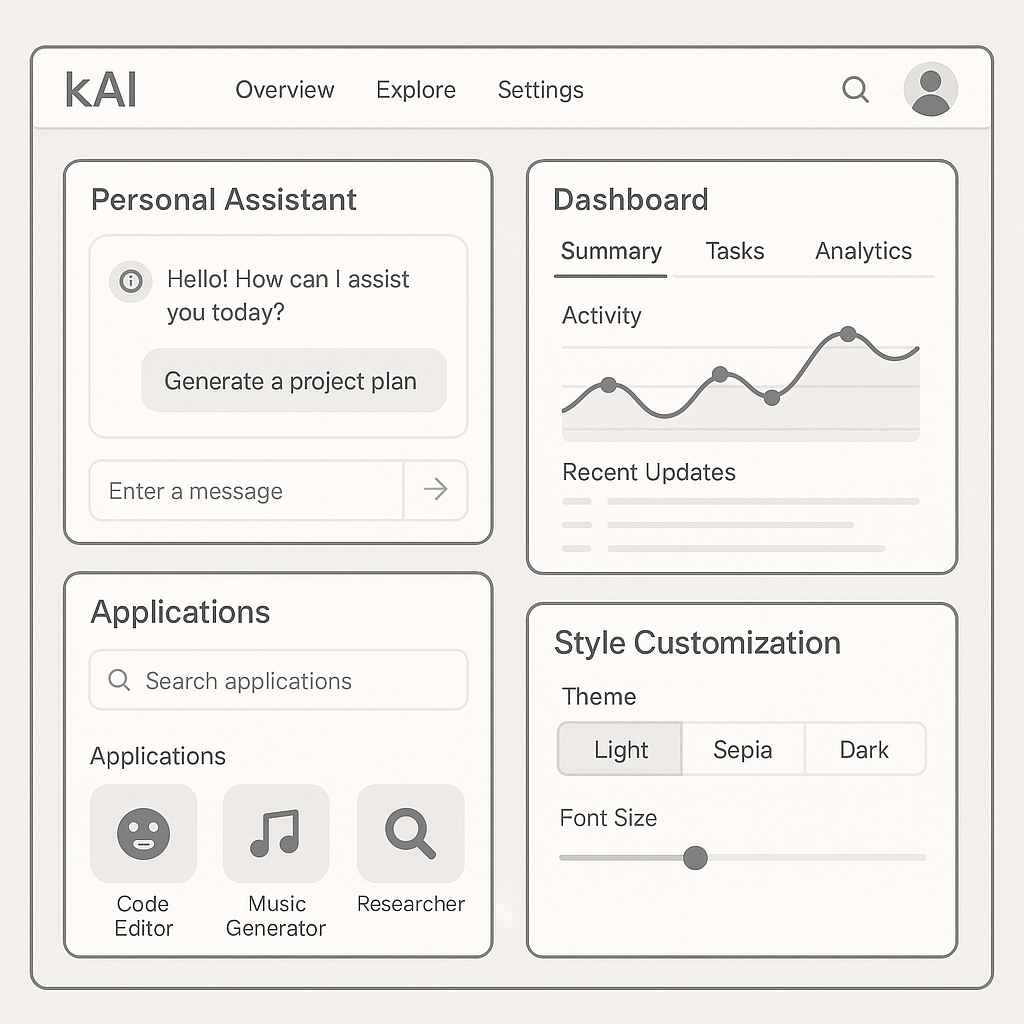 kAI
Overview
Explore
Settings
Personal Assistant
Hello! How can I assist
you today?
Generate a project plan
Enter a message
Dashboard
Summary
Tasks
Analytics
Activity
Recent Updates
Applications
Search applications
Applications
Code
Editor
Music
Generator
Researcher
Style Customization
Theme
Light
Sepia
Dark
Font Size